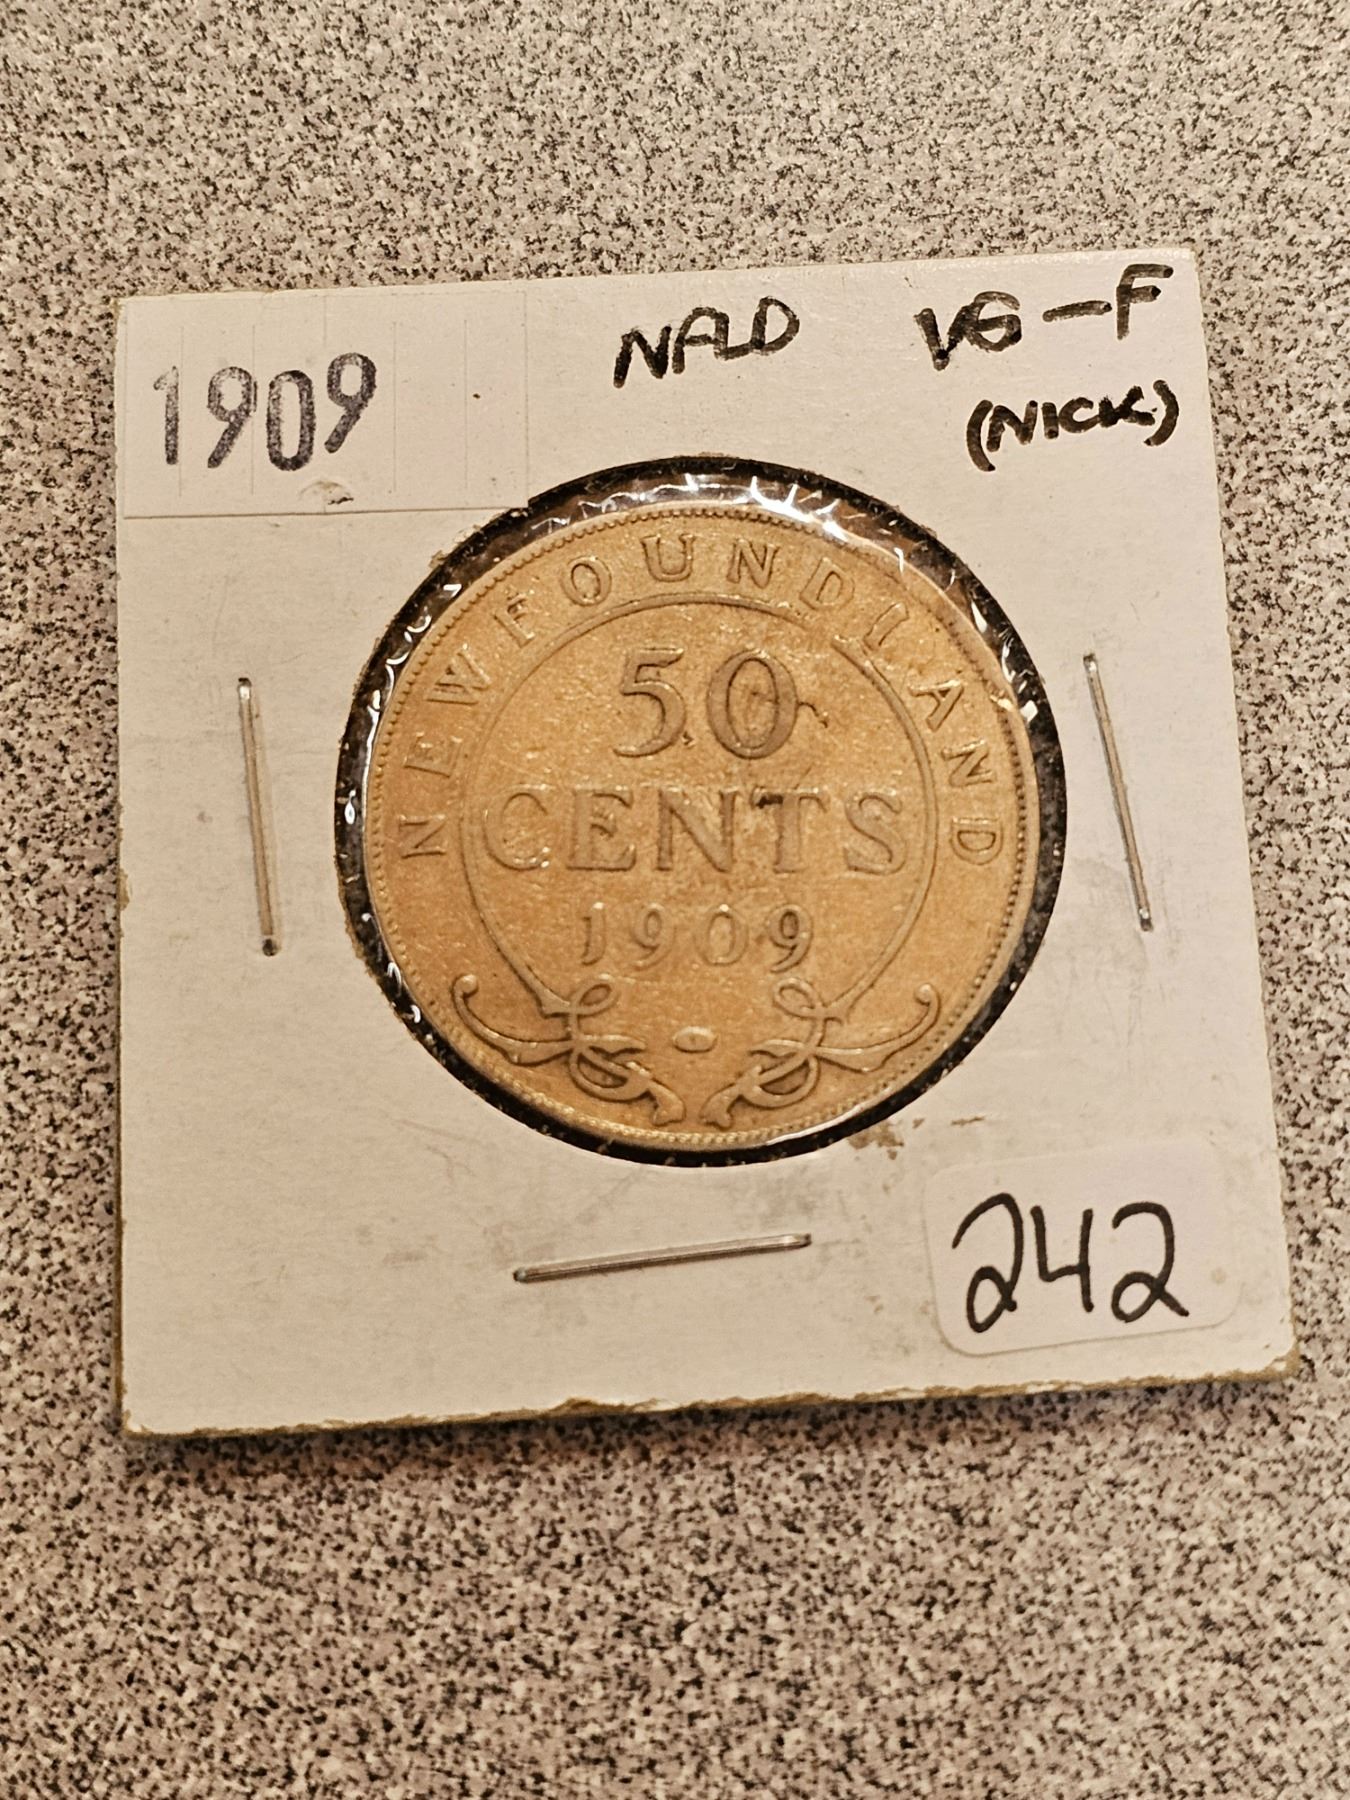 1909 NFLD VG-F
(NICK)
NEWFOUNDLAND
50
CENTS
1909
242